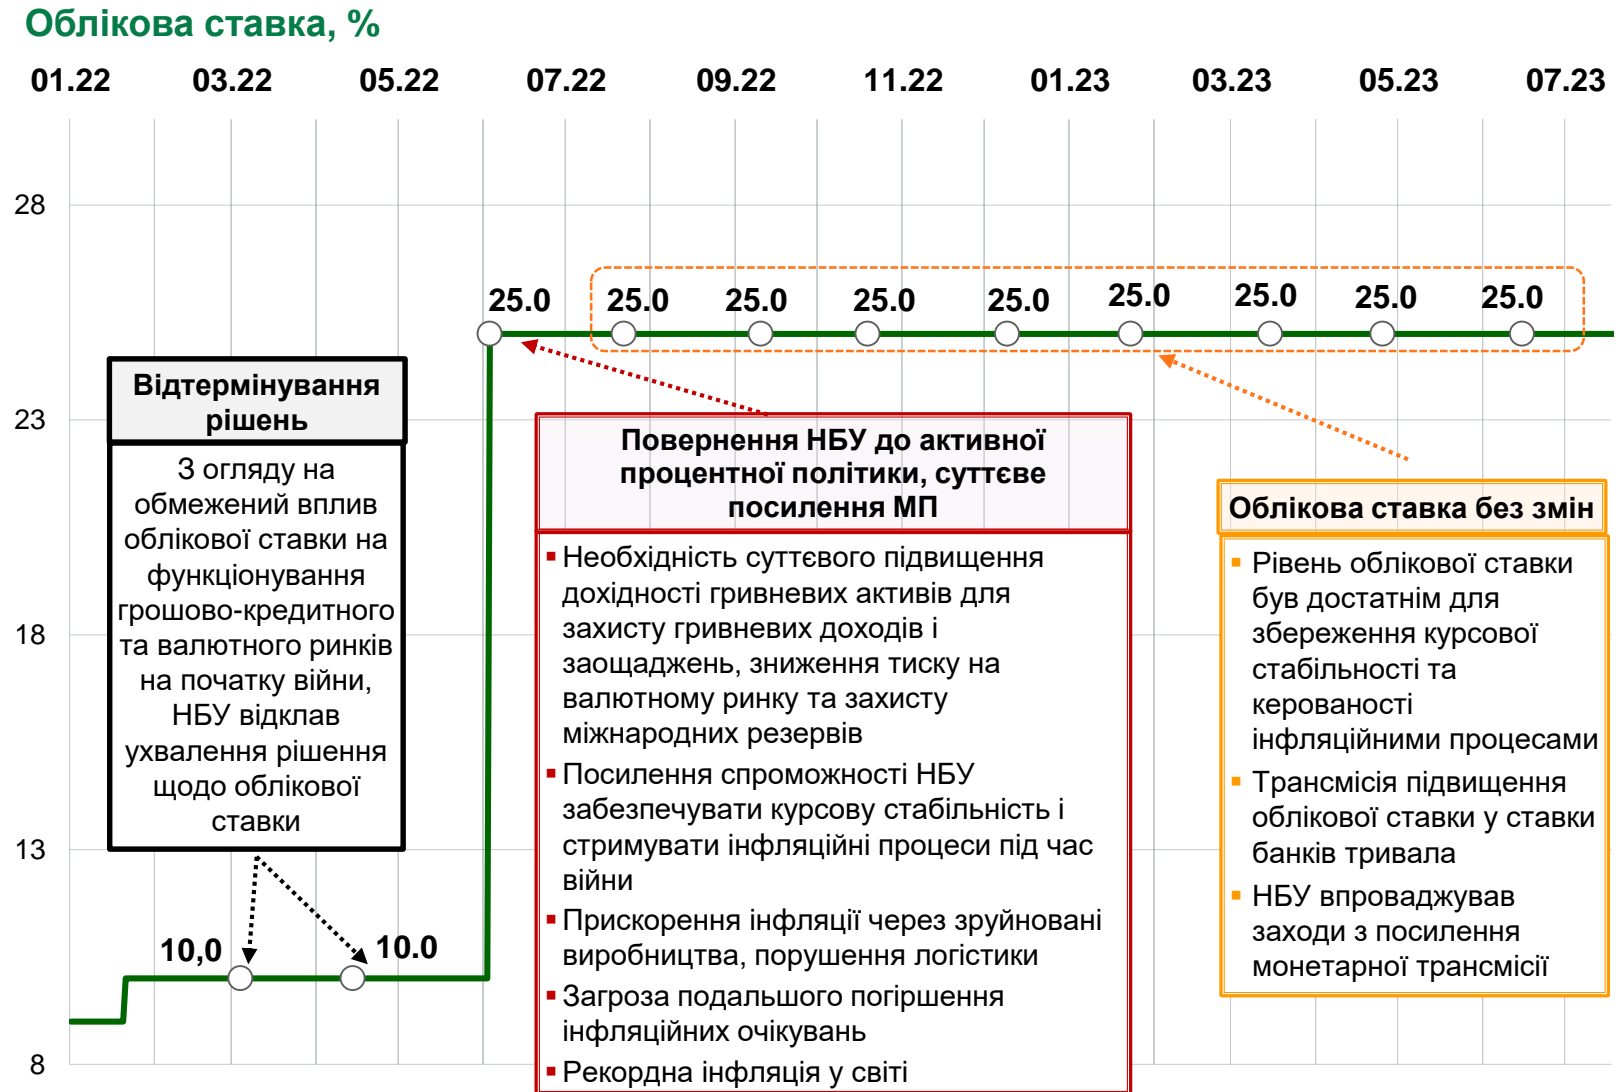 Облікова ставка, %
01.22 03.22 05.22 07.22 09.22 11.22 01.23 03.23 05.23 07.23
28
25.0 25.0 25.0 25.0 25.0 25.0 25.0 25.0 25.0
23
18
13
8
Відтермінування
рішень
З огляду на
обмежений вплив
облікової ставки на
функціонування
грошово-кредитного
та валютного ринків
на початку війни,
НБУ відклав
ухвалення рішення
щодо облікової
ставки
10,0 10.0
Повернення НБУ до активної
процентної політики, суттєве
посилення МП
▪ Необхідність суттєвого підвищення
дохідності гривневих активів для
захисту гривневих доходів і
заощаджень, зниження тиску на
валютному ринку та захисту
міжнародних резервів
▪ Посилення спроможності НБУ
забезпечувати курсову стабільність і
стримувати інфляційні процеси під час
війни
▪ Прискорення інфляції через зруйновані
виробництва, порушення логістики
▪ Загроза подальшого погіршення
інфляційних очікувань
▪ Рекордна інфляція у світі
Облікова ставка без змін
▪ Рівень облікової ставки
був достатнім для
збереження курсової
стабільності та
керованості
інфляційними процесами
▪ Трансмісія підвищення
облікової ставки у ставки
банків тривала
▪ НБУ впроваджував
заходи з посилення
монетарної трансмісії